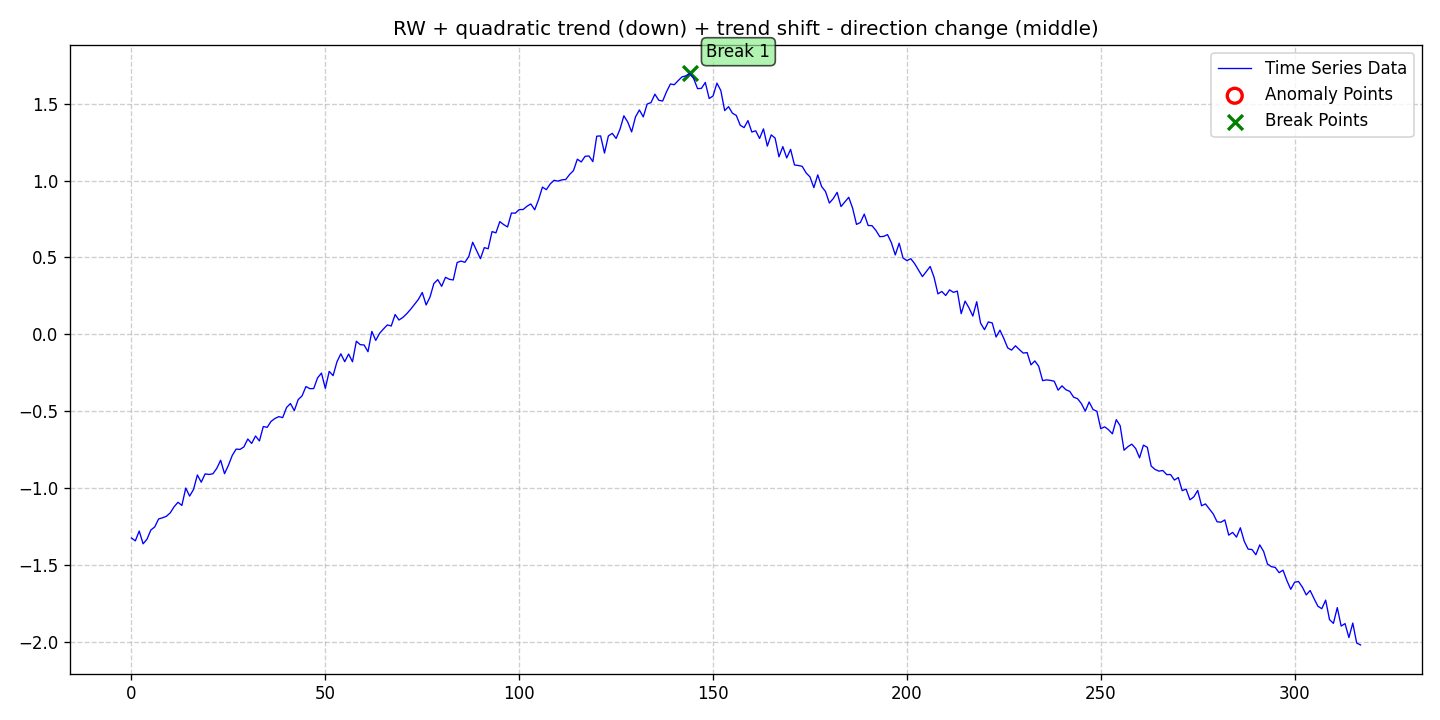 RW + quadratic trend (down) + trend shift - direction change (middle)
Break 1
Time Series Data
Anomaly Points
Break Points
1.5
1.0
0.5
0.0
−0.5
−1.0
−1.5
−2.0
0 50 100 150 200 250 300